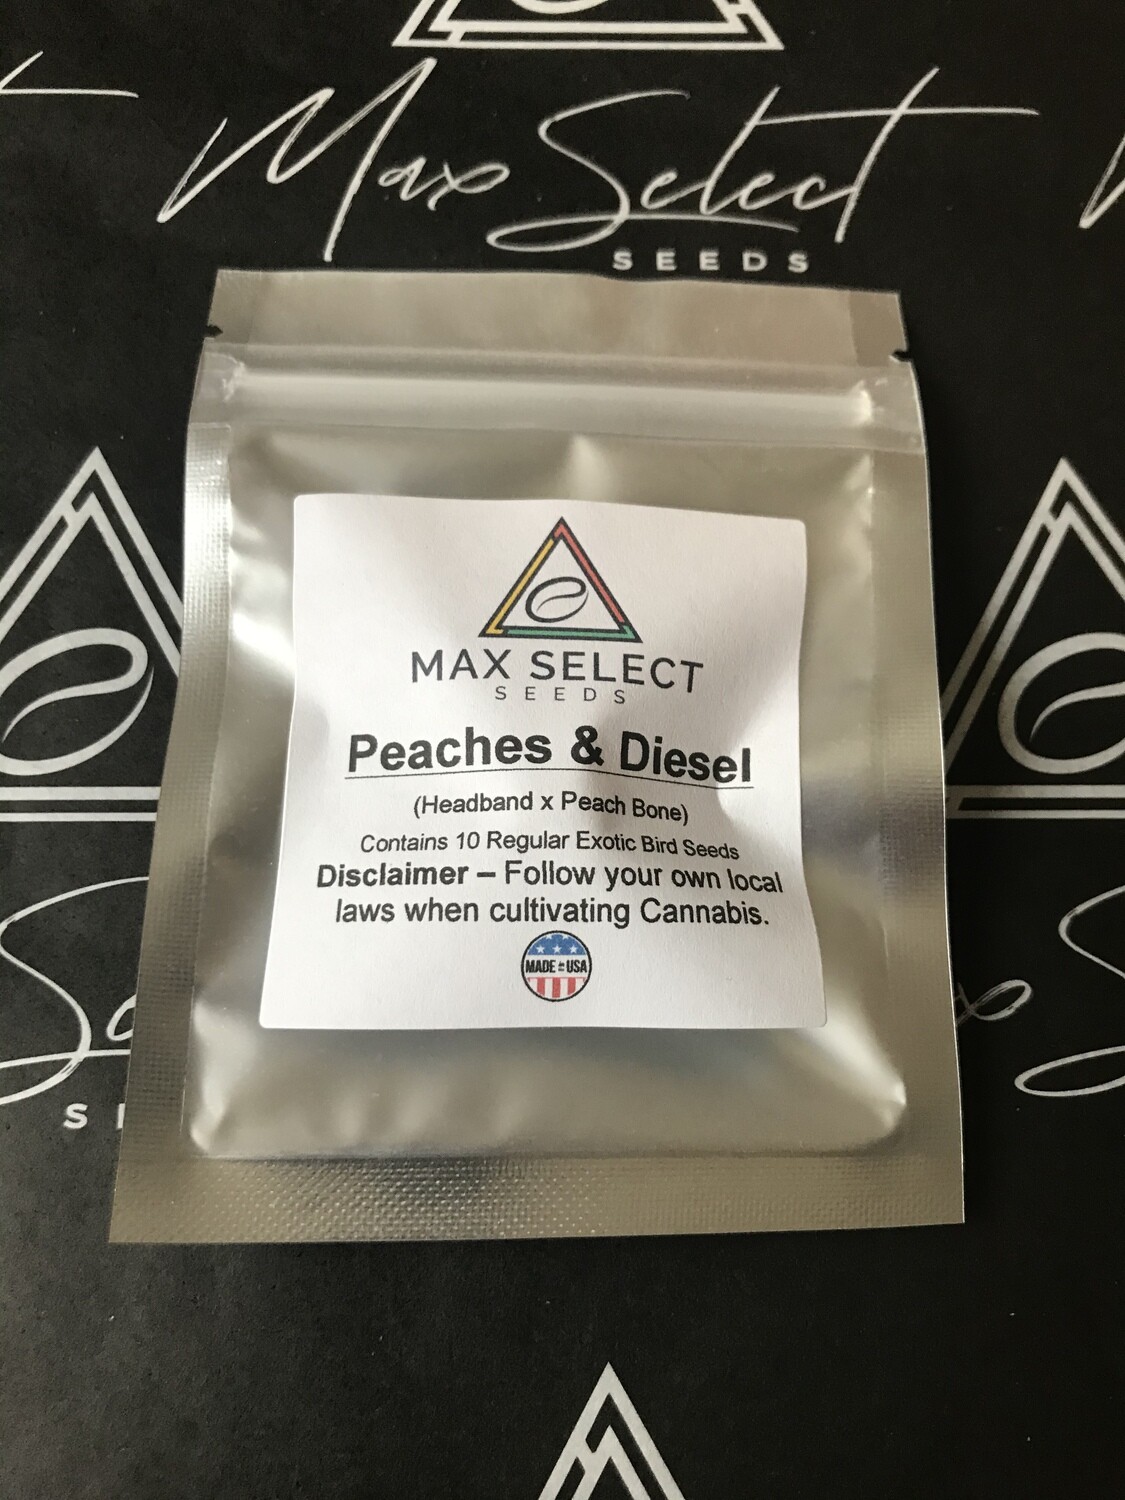 Max Select
SEEDS
MAX SELECT
SEEDS
Peaches & Diesel
(Headband x Peach Bone)
Contains 10 Regular Exotic Bird Seeds
Disclaimer – Follow your own local
laws when cultivating Cannabis.
MADE IN USA